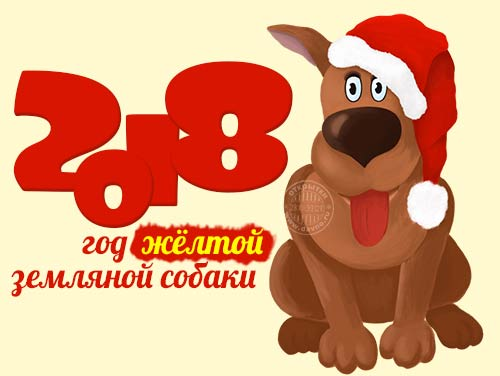 2018
год жёлтой
земляной собаки